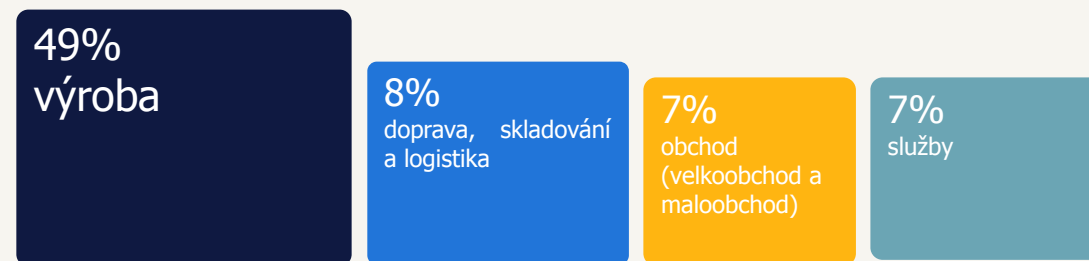 49%
výroba
8%
doprava, skladování
a logistika
7%
obchod
(velkoobchod a
maloobchod)
7%
služby